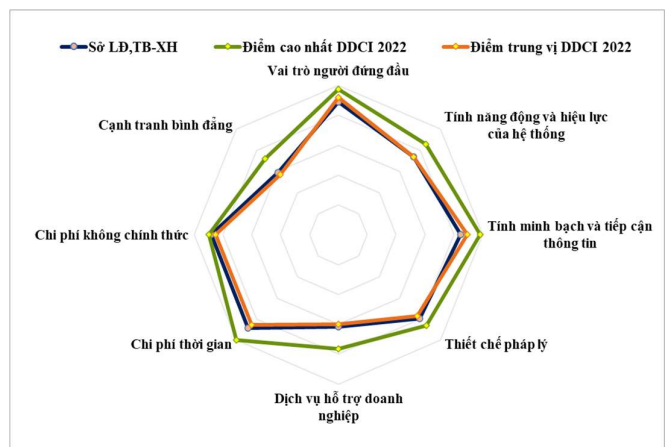 Sở LĐ,TB-XH
Điểm cao nhất DDCI 2022
Điểm trung vị DDCI 2022
Vai trò người đứng đầu
Tính năng động và hiệu lực
của hệ thống
Tính minh bạch và tiếp cận
thông tin
Thiết chế pháp lý
Dịch vụ hỗ trợ doanh
nghiệp
Chi phí thời gian
Chi phí không chính thức
Cạnh tranh bình đẳng